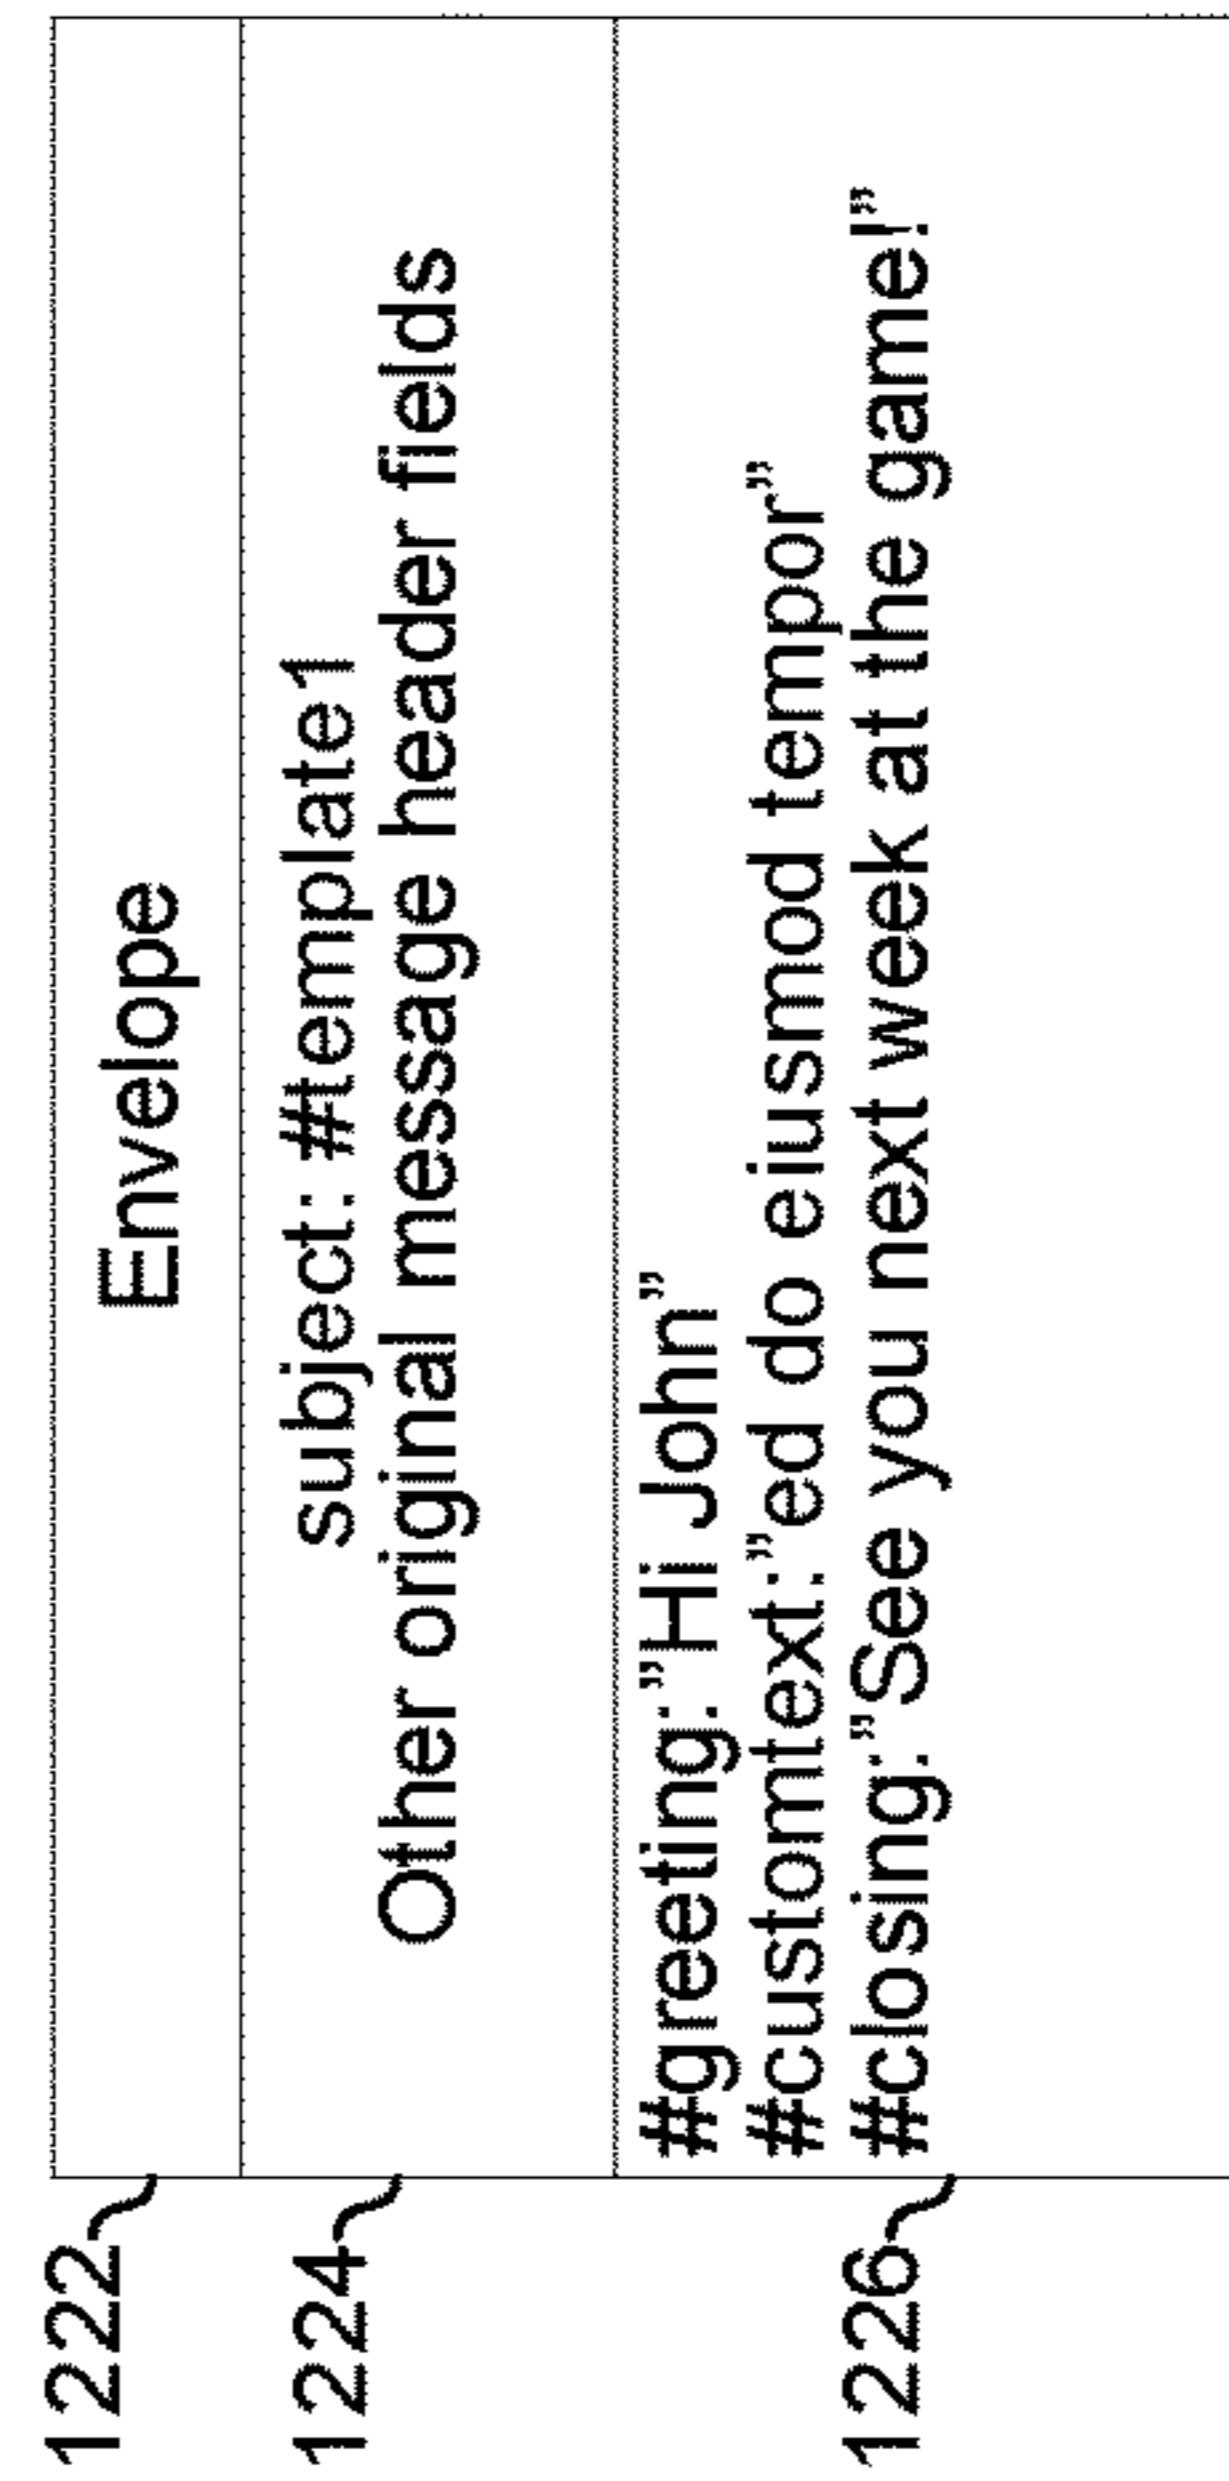 1222 Envelope
1224 subject: #template1
Other original message header fields
#greeting:”Hi John”
#customtext:”ed do eiusmod tempor”
1226 #closing:”See you next week at the game!”